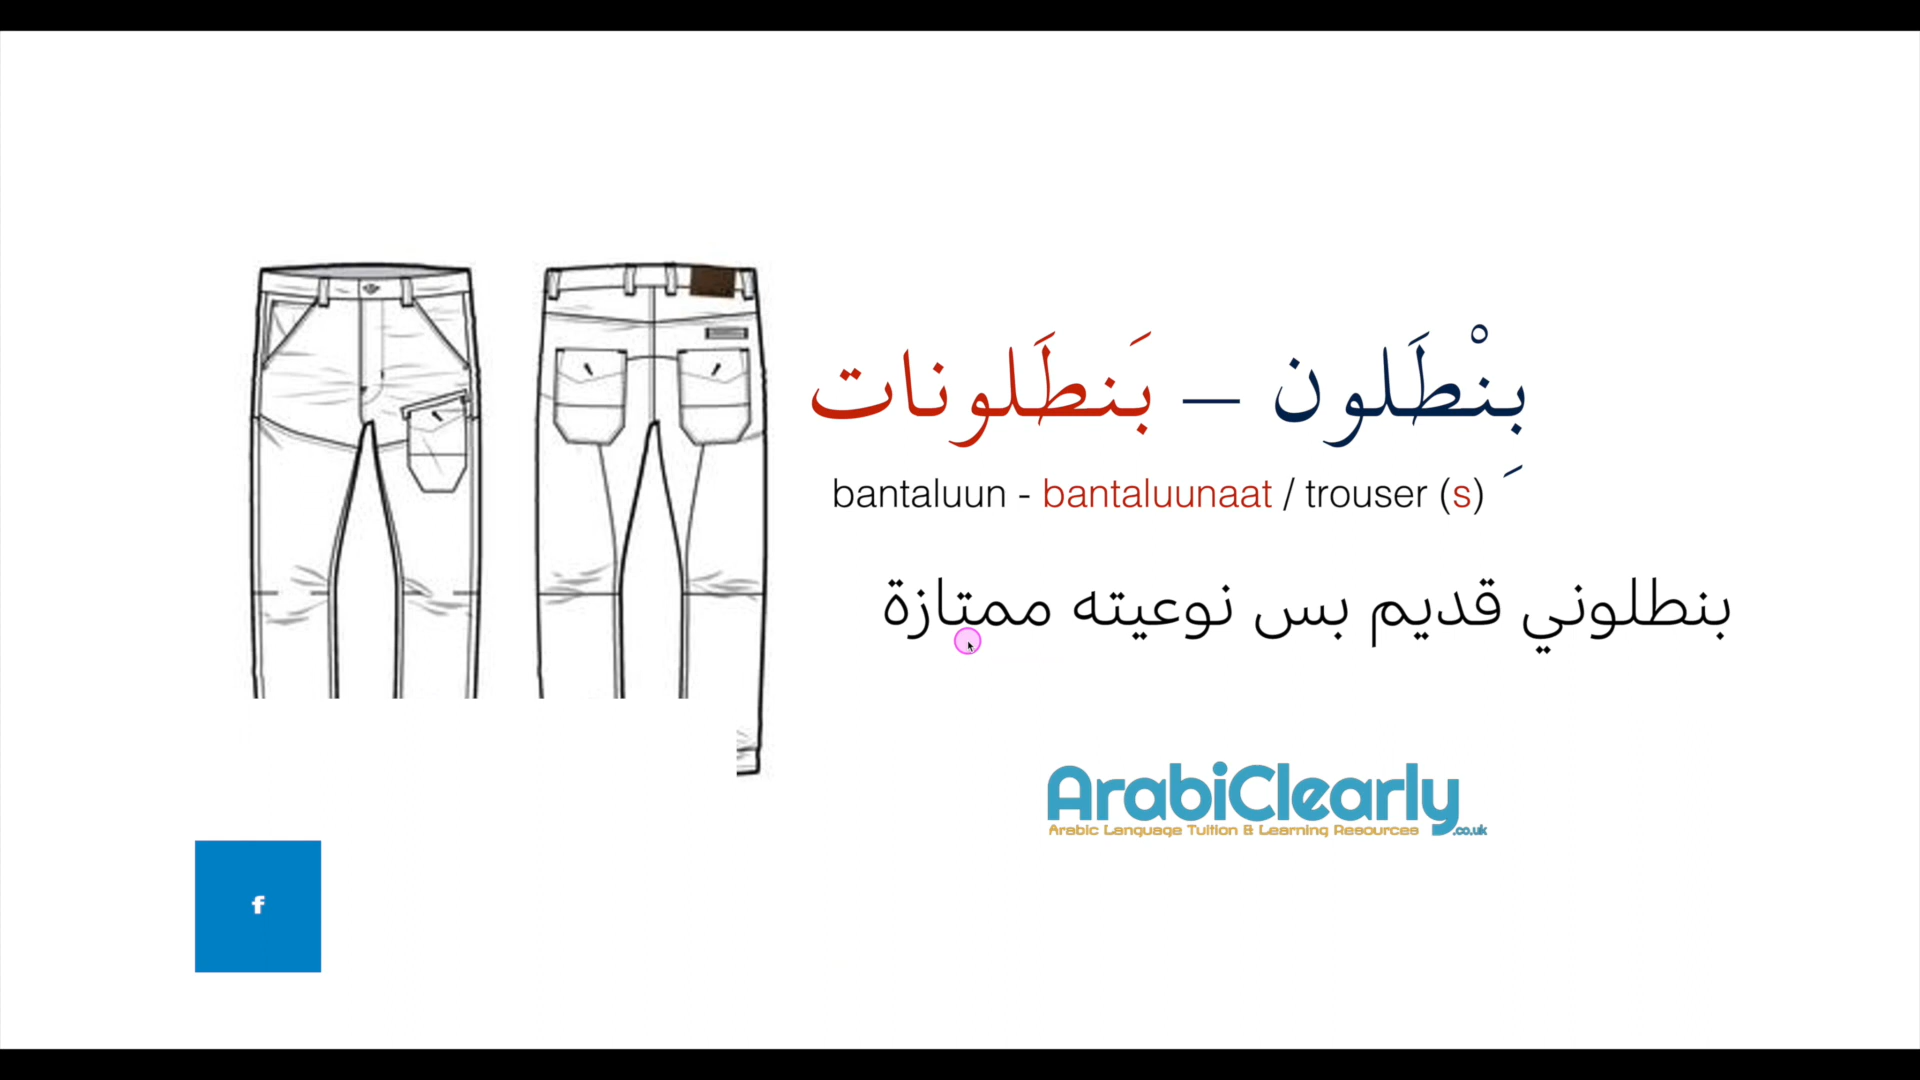 بِنْطَلون – بَنطَلونات
bantaluun - bantaluunaat / trouser (s)
بنطلوني قديم بس نوعيته ممتازة
ArabiClearly
Arabic Language Tuition & Learning Resources .co.uk
f